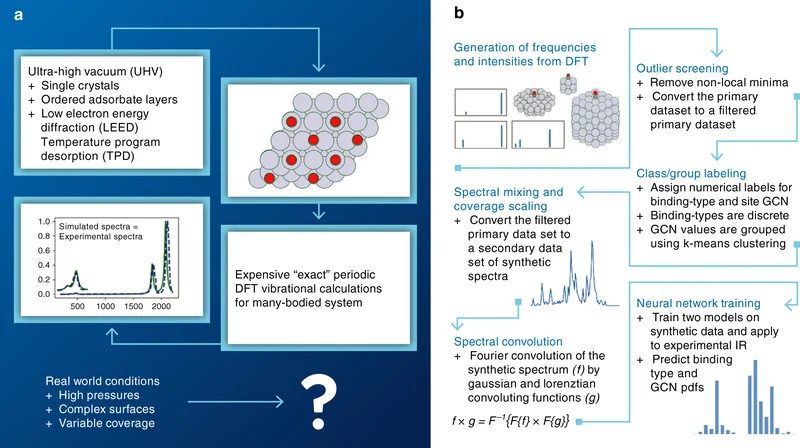 a
Ultra-high vacuum (UHV)
+ Single crystals
+ Ordered adsorbate layers
+ Low electron energy
diffraction (LEED)
Temperature program
desorption (TPD)
Simulated spectra =
Experimental spectra
1.0
0.8
0.6
0.4
0.2
0.0
500 1000 1500 2000
Expensive “exact” periodic
DFT vibrational calculations
for many-bodied system
Real world conditions
+ High pressures
+ Complex surfaces
+ Variable coverage
?
b
Generation of frequencies
and intensities from DFT
Outlier screening
+ Remove non-local minima
+ Convert the primary
dataset to a filtered
primary dataset
Class/group labeling
+ Assign numerical labels for
binding-type and site GCN
+ Binding-types are discrete
+ GCN values are grouped
using k-means clustering
Spectral mixing and
coverage scaling
+ Convert the filtered
primary data set to
a secondary data
set of synthetic
spectra
Spectral convolution
+ Fourier convolution of the
synthetic spectrum (f) by
gaussian and lorenztian
convoluting functions (g)
f × g = F⁻¹{F{f} × F{g}}
Neural network training
+ Train two models on
synthetic data and apply
to experimental IR
+ Predict binding
type and
GCN pdfs